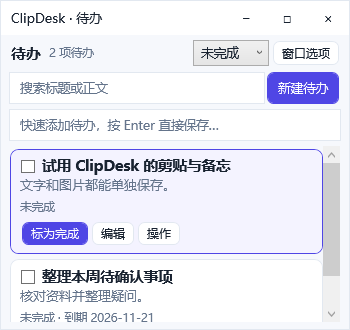 ClipDesk · 待办
待办 2 项待办 未完成 窗口选项
搜索标题或正文 新建待办
快速添加待办，按 Enter 直接保存...
试用 ClipDesk 的剪贴与备忘
文字和图片都能单独保存。
未完成
标为完成 编辑 操作
整理本周待确认事项
核对资料并整理疑问。
未完成 · 到期 2026-11-21